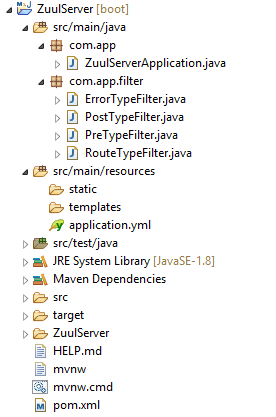 ZuulServer [boot]
src/main/java
com.app
ZuulServerApplication.java
com.app.filter
ErrorTypeFilter.java
PostTypeFilter.java
PreTypeFilter.java
RouteTypeFilter.java
src/main/resources
static
templates
application.yml
src/test/java
JRE System Library [JavaSE-1.8]
Maven Dependencies
src
target
ZuulServer
HELP.md
mvnw
mvnw.cmd
pom.xml